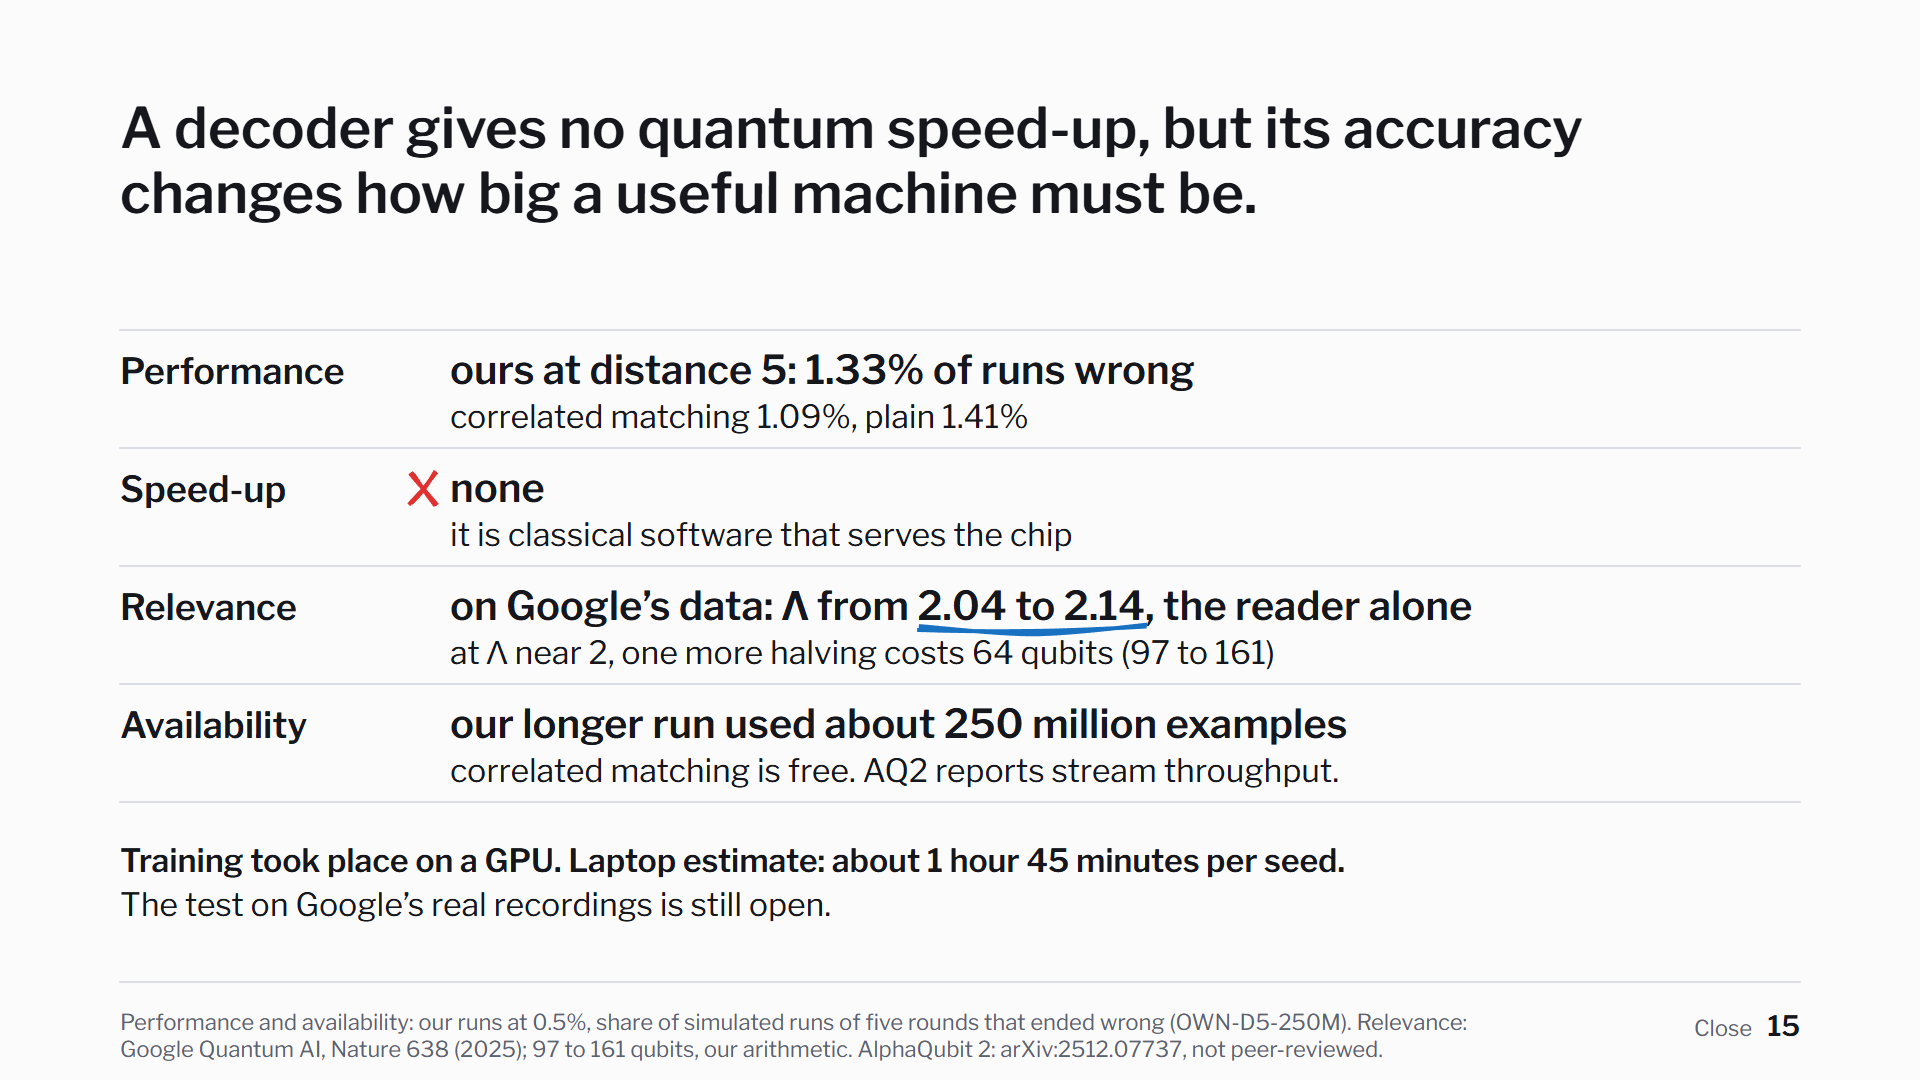 A decoder gives no quantum speed-up, but its accuracy
changes how big a useful machine must be.
Performance
ours at distance 5: 1.33% of runs wrong
correlated matching 1.09%, plain 1.41%
Speed-up
none
it is classical software that serves the chip
Relevance
on Google’s data: Λ from 2.04 to 2.14, the reader alone
at Λ near 2, one more halving costs 64 qubits (97 to 161)
Availability
our longer run used about 250 million examples
correlated matching is free. AQ2 reports stream throughput.
Training took place on a GPU. Laptop estimate: about 1 hour 45 minutes per seed.
The test on Google’s real recordings is still open.
Performance and availability: our runs at 0.5%, share of simulated runs of five rounds that ended wrong (OWN-D5-250M). Relevance:
Google Quantum AI, Nature 638 (2025); 97 to 161 qubits, our arithmetic. AlphaQubit 2: arXiv:2512.07737, not peer-reviewed.
Close 15